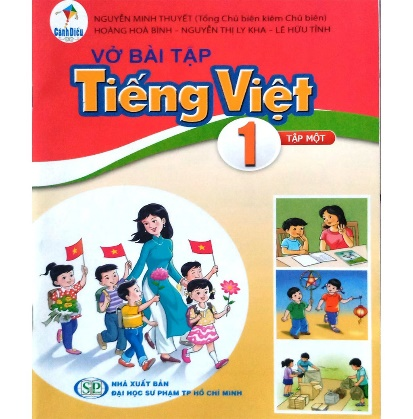 NGUYỄN MINH THUYẾT (Tổng Chủ biên kiêm Chủ biên)
HOÀNG HOÀ BÌNH - NGUYỄN THỊ LY KHA - LÊ HỮU TỈNH
Cánh Diều
VỞ BÀI TẬP
Tiếng Việt
1
TẬP MỘT
SP
NHÀ XUẤT BẢN
ĐẠI HỌC SƯ PHẠM TP HỒ CHÍ MINH